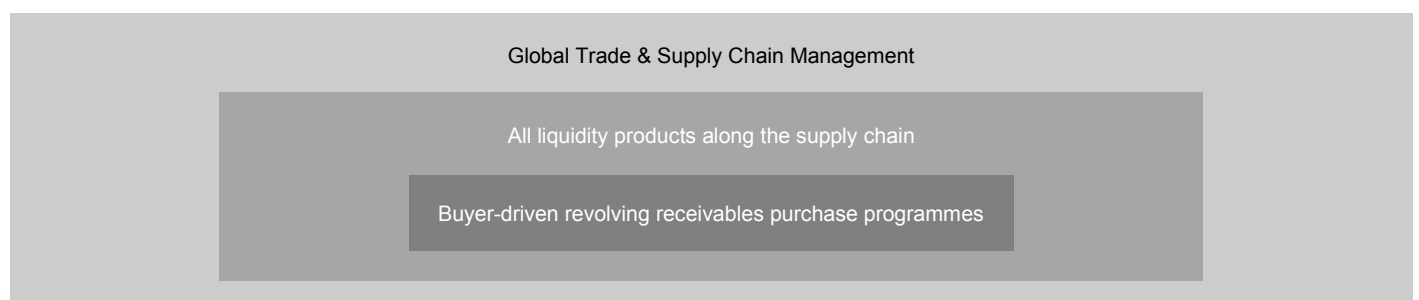 Global Trade & Supply Chain Management
All liquidity products along the supply chain
Buyer-driven revolving receivables purchase programmes